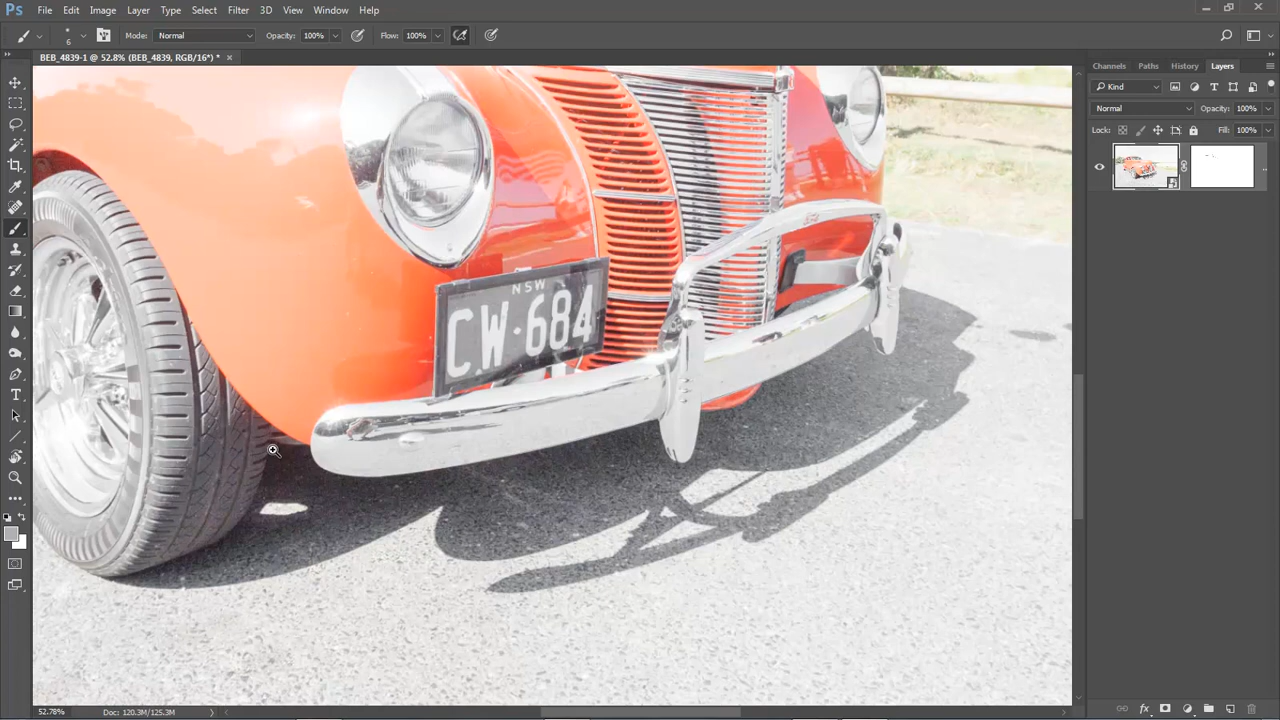 Ps File Edit Image Layer Type Select Filter 3D View Window Help
6 Mode: Normal Opacity: 100% Flow: 100%
BEB_4839-1 @ 52.8% (BEB_4839, RGB/16*) * ×
Channels Paths History Layers
Kind
Normal Opacity: 100%
Lock: Fill: 100%
NSW
CW·684
52.78% Doc: 120.3M/125.3M